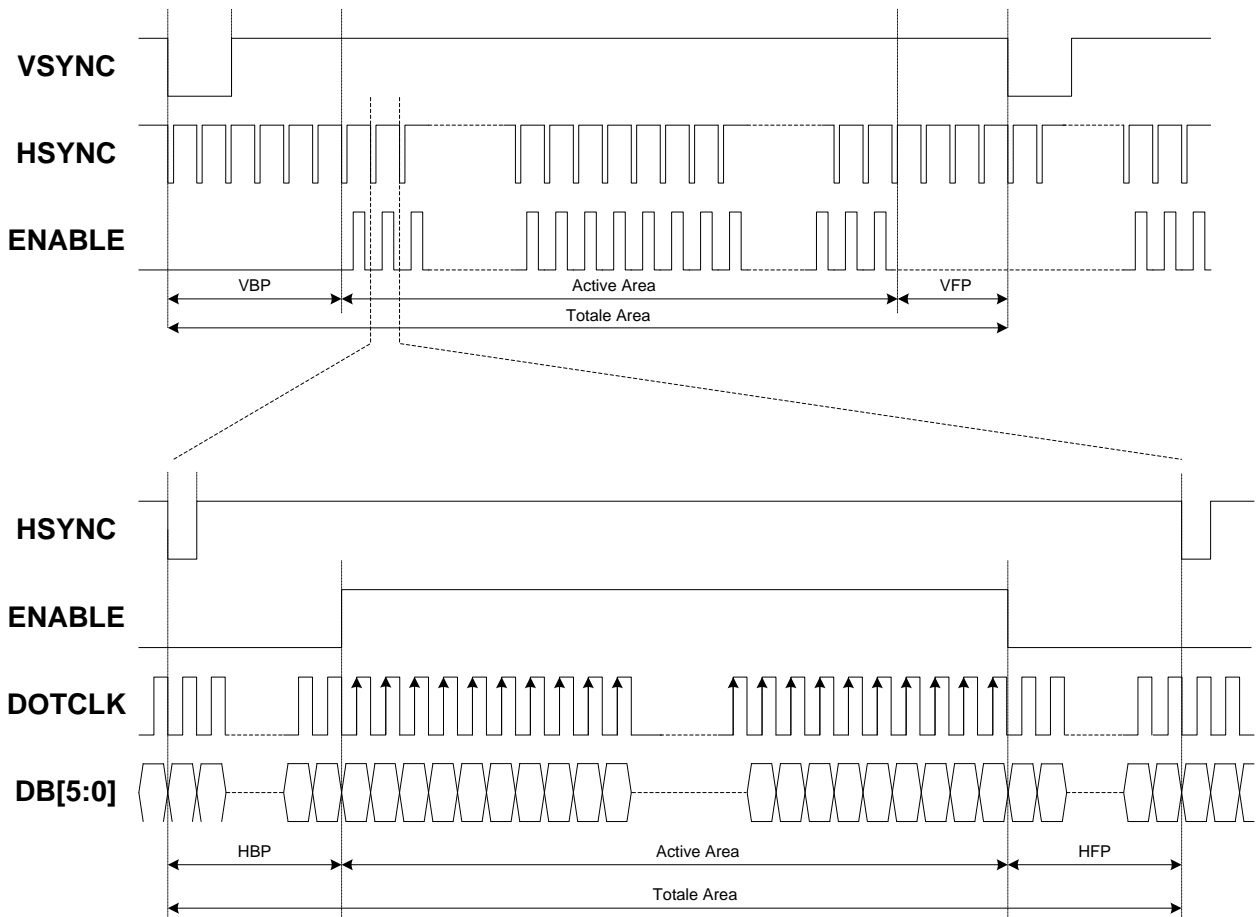 VSYNC
HSYNC
ENABLE
VBP
Active Area
VFP
Totale Area
HSYNC
ENABLE
DOTCLK
DB[5:0]
HBP
Active Area
HFP
Totale Area